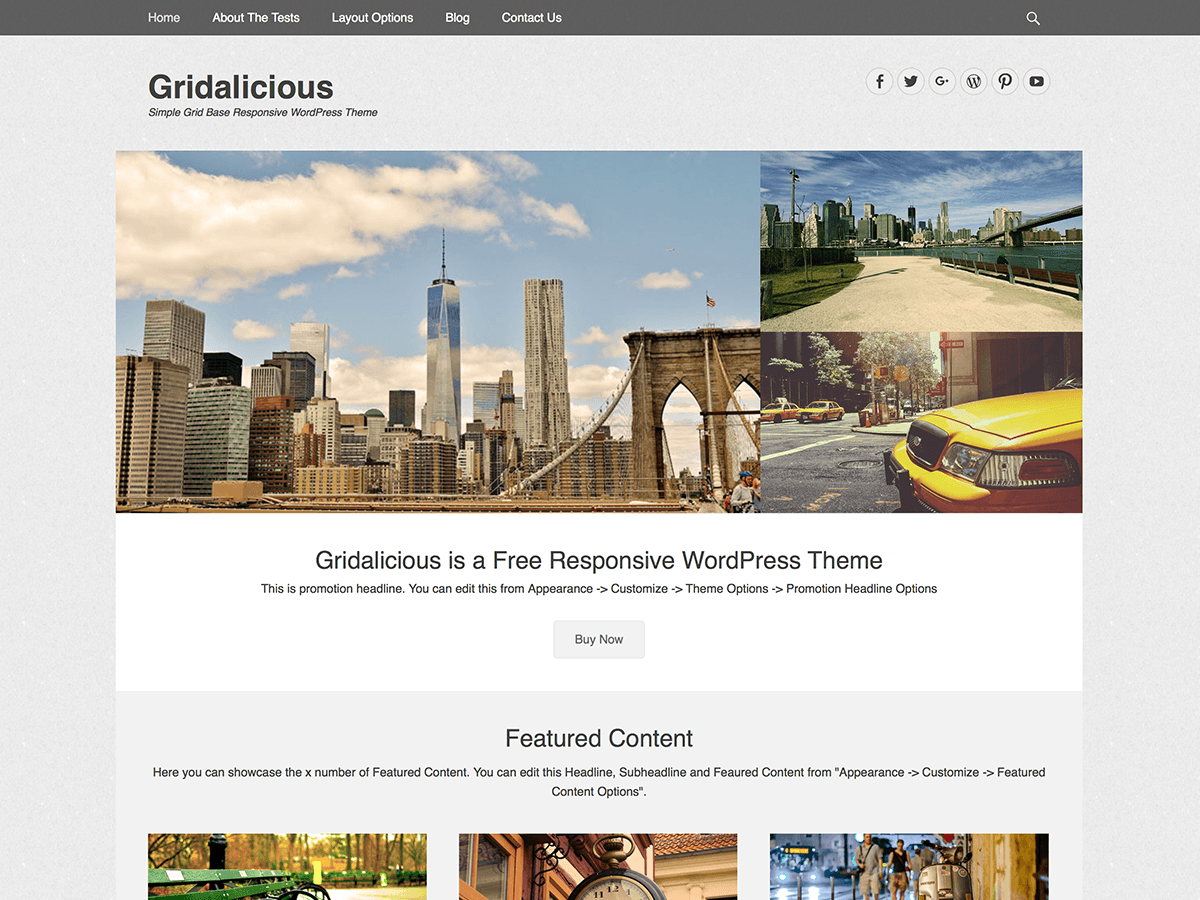 Home About The Tests Layout Options Blog Contact Us
Gridalicious
Simple Grid Base Responsive WordPress Theme
Gridalicious is a Free Responsive WordPress Theme
This is promotion headline. You can edit this from Appearance -> Customize -> Theme Options -> Promotion Headline Options
Buy Now
Featured Content
Here you can showcase the x number of Featured Content. You can edit this Headline, Subheadline and Feaured Content from "Appearance -> Customize -> Featured
Content Options".